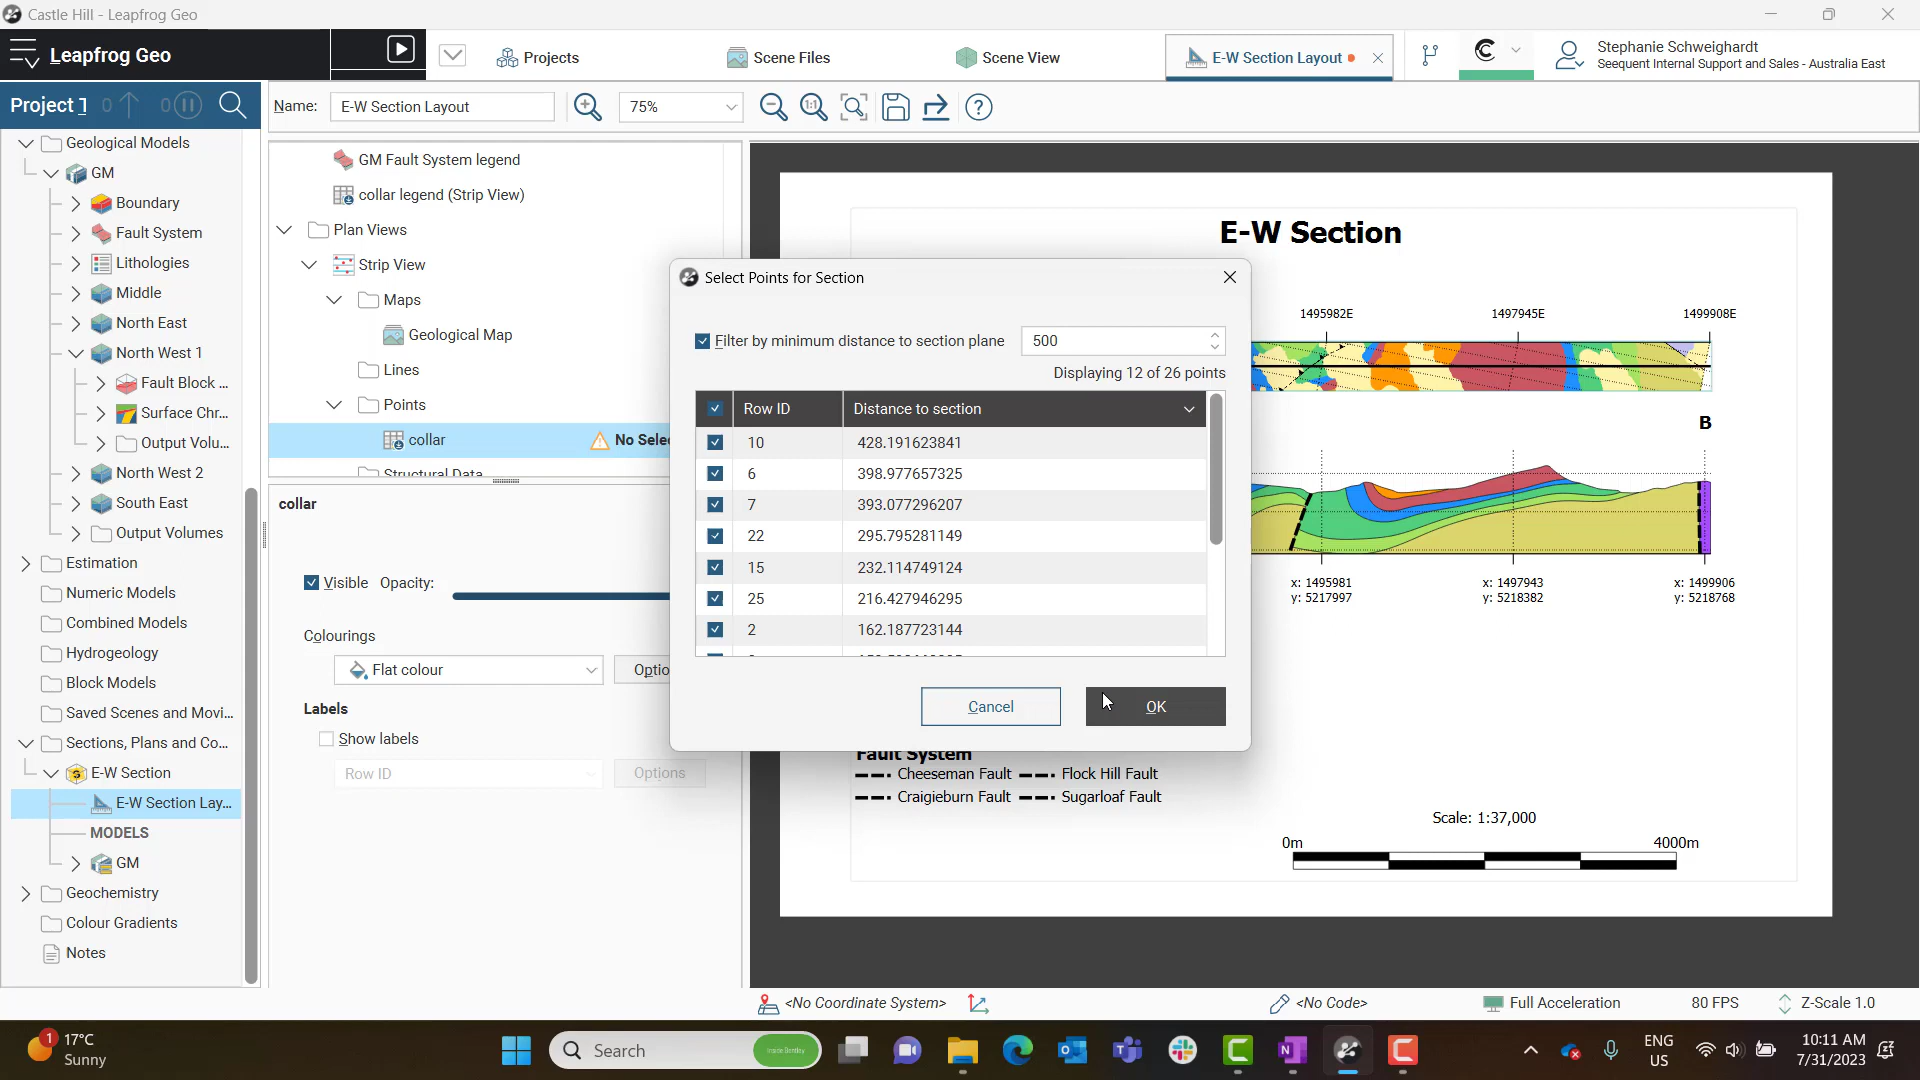 Castle Hill - Leapfrog Geo
Leapfrog Geo
Projects
Scene Files
Scene View
E-W Section Layout
Stephanie Schweighardt
Seequent Internal Support and Sales - Australia East
Project
0
0
Name:
E-W Section Layout
75%
1:1
Geological Models
GM
Boundary
Fault System
Lithologies
Middle
North East
North West 1
Fault Block ...
Surface Chr...
Output Volu...
North West 2
South East
Output Volumes
Estimation
Numeric Models
Combined Models
Hydrogeology
Block Models
Saved Scenes and Movi...
Sections, Plans and Co...
E-W Section
E-W Section Lay...
MODELS
GM
Geochemistry
Colour Gradients
Notes
GM Fault System legend
collar legend (Strip View)
Plan Views
Strip View
Maps
Geological Map
Lines
Points
collar
No Sele
Structural Data
collar
Visible
Opacity:
Colourings
Flat colour
Optio
Labels
Show labels
Row ID
Options
Select Points for Section
Filter by minimum distance to section plane
500
Displaying 12 of 26 points
Row ID
Distance to section
10 428.191623841
6 398.977657325
7 393.077296207
22 295.795281149
15 232.114749124
25 216.427946295
2 162.187723144
Cancel
OK
E-W Section
1495982E
1497945E
1499908E
B
x: 1495981
y: 5217997
x: 1497943
y: 5218382
x: 1499906
y: 5218768
Fault System
Cheeseman Fault
Flock Hill Fault
Craigieburn Fault
Sugarloaf Fault
Scale: 1:37,000
0m
4000m
<No Coordinate System>
<No Code>
Full Acceleration
80 FPS
Z-Scale 1.0
1
17°C
Sunny
Search
Inside Bentley
ENG
US
10:11 AM
7/31/2023